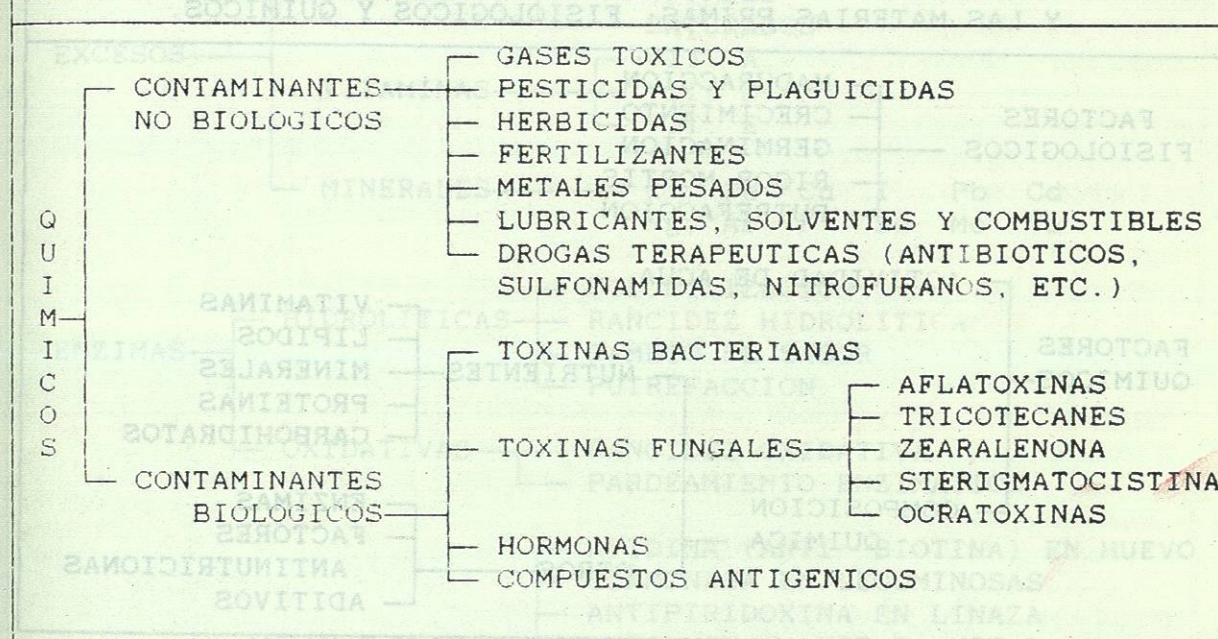 QUIMICOS
CONTAMINANTES NO BIOLOGICOS
GASES TOXICOS
PESTICIDAS Y PLAGUICIDAS
HERBICIDAS
FERTILIZANTES
METALES PESADOS
LUBRICANTES, SOLVENTES Y COMBUSTIBLES
DROGAS TERAPEUTICAS (ANTIBIOTICOS,
SULFONAMIDAS, NITROFURANOS, ETC.)
CONTAMINANTES
BIOLOGICOS
TOXINAS BACTERIANAS
TOXINAS FUNGALES
AFLATOXINAS
TRICOTECANES
ZEARALENONA
STERIGMATOCISTINA
OCRATOXINAS
HORMONAS
COMPUESTOS ANTIGENICOS